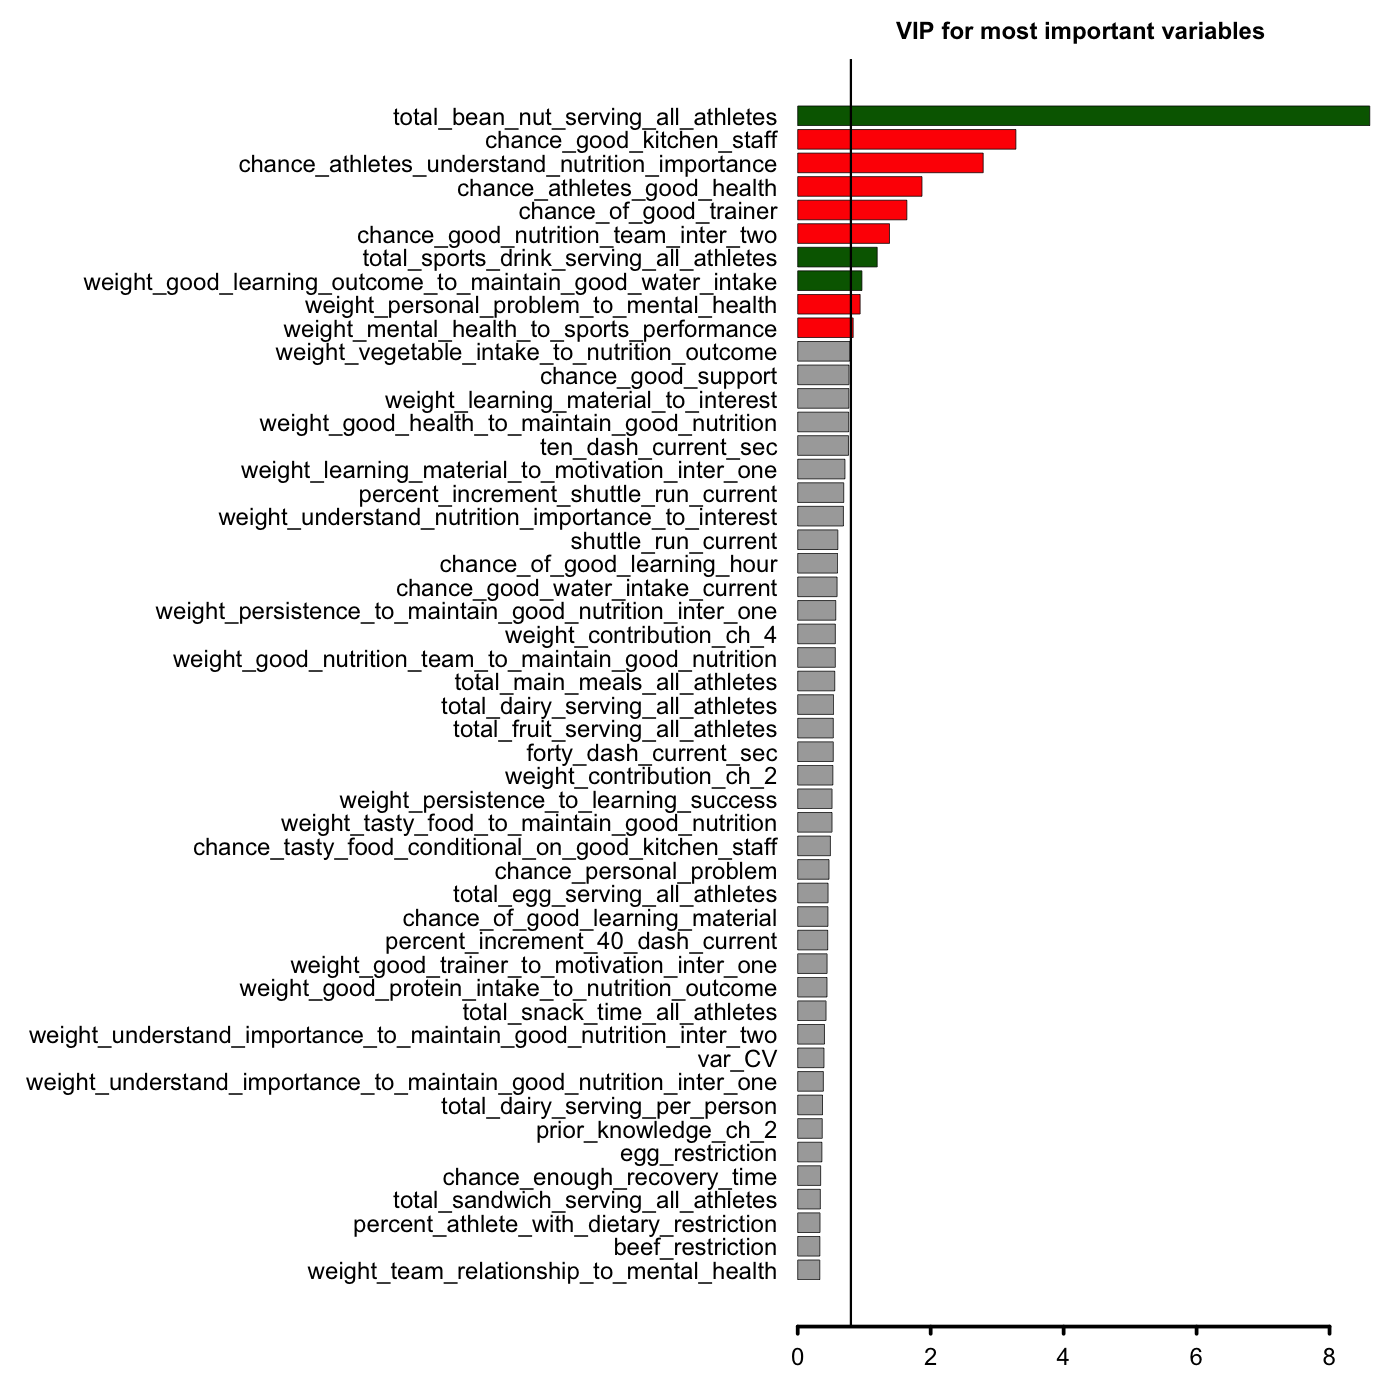 VIP for most important variables
total_bean_nut_serving_all_athletes
chance_good_kitchen_staff
chance_athletes_understand_nutrition_importance
chance_athletes_good_health
chance_of_good_trainer
chance_good_nutrition_team_inter_two
total_sports_drink_serving_all_athletes
weight_good_learning_outcome_to_maintain_good_water_intake
weight_personal_problem_to_mental_health
weight_mental_health_to_sports_performance
weight_vegetable_intake_to_nutrition_outcome
chance_good_support
weight_learning_material_to_interest
weight_good_health_to_maintain_good_nutrition
ten_dash_current_sec
weight_learning_material_to_motivation_inter_one
percent_increment_shuttle_run_current
weight_understand_nutrition_importance_to_interest
shuttle_run_current
chance_of_good_learning_hour
chance_good_water_intake_current
weight_persistence_to_maintain_good_nutrition_inter_one
weight_contribution_ch_4
weight_good_nutrition_team_to_maintain_good_nutrition
total_main_meals_all_athletes
total_dairy_serving_all_athletes
total_fruit_serving_all_athletes
forty_dash_current_sec
weight_contribution_ch_2
weight_persistence_to_learning_success
weight_tasty_food_to_maintain_good_nutrition
chance_tasty_food_conditional_on_good_kitchen_staff
chance_personal_problem
total_egg_serving_all_athletes
chance_of_good_learning_material
percent_increment_40_dash_current
weight_good_trainer_to_motivation_inter_one
weight_good_protein_intake_to_nutrition_outcome
total_snack_time_all_athletes
weight_understand_importance_to_maintain_good_nutrition_inter_two
var_CV
weight_understand_importance_to_maintain_good_nutrition_inter_one
total_dairy_serving_per_person
prior_knowledge_ch_2
egg_restriction
chance_enough_recovery_time
total_sandwich_serving_all_athletes
percent_athlete_with_dietary_restriction
beef_restriction
weight_team_relationship_to_mental_health
0 2 4 6 8